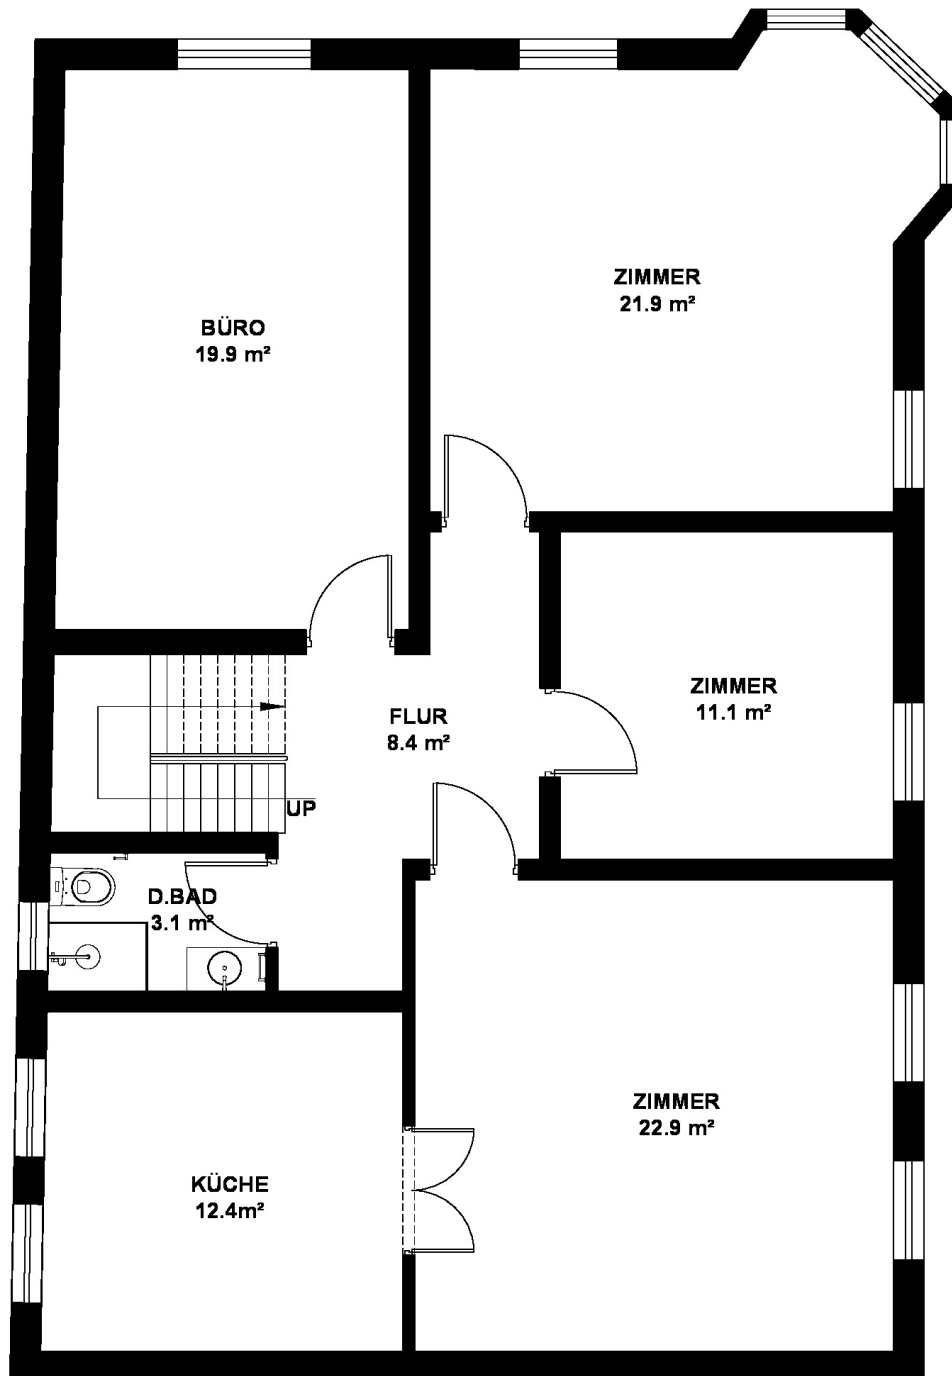 ZIMMER
21.9 m²
BÜRO
19.9 m²
ZIMMER
11.1 m²
FLUR
8.4 m²
UP
D.BAD
3.1 m²
ZIMMER
22.9 m²
KÜCHE
12.4m²